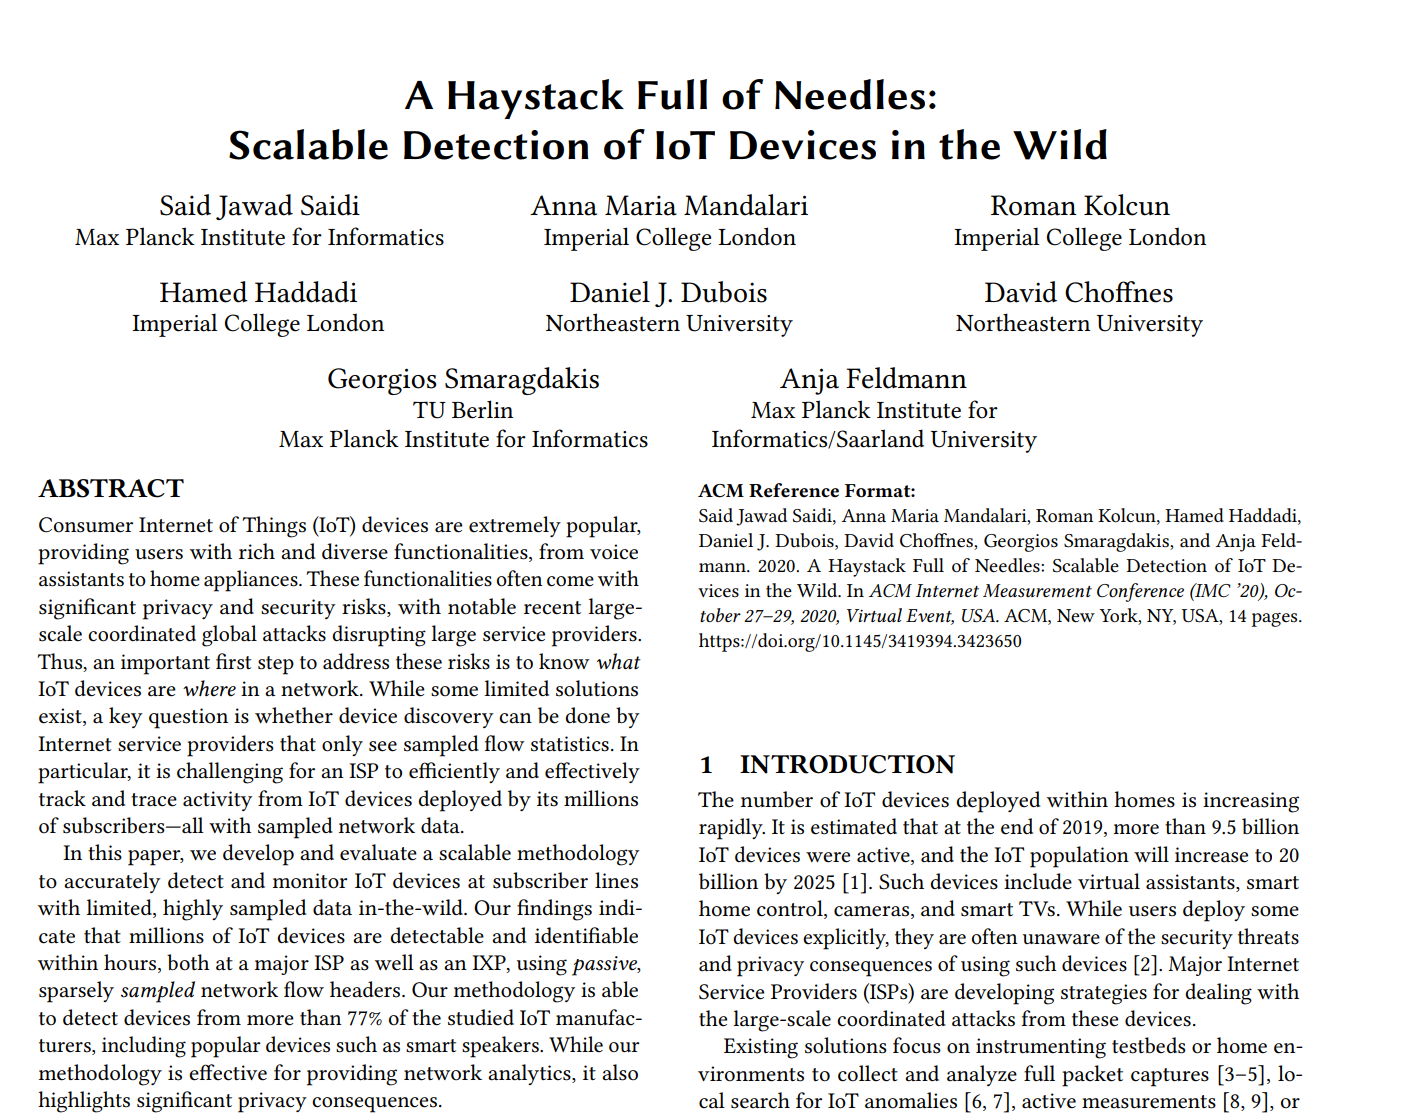 A Haystack Full of Needles:
Scalable Detection of IoT Devices in the Wild
Said Jawad Saidi
Max Planck Institute for Informatics
Anna Maria Mandalari
Imperial College London
Roman Kolcun
Imperial College London
Hamed Haddadi
Imperial College London
Daniel J. Dubois
Northeastern University
David Choffnes
Northeastern University
Georgios Smaragdakis
TU Berlin
Max Planck Institute for Informatics
Anja Feldmann
Max Planck Institute for
Informatics/Saarland University
ABSTRACT
Consumer Internet of Things (IoT) devices are extremely popular,
providing users with rich and diverse functionalities, from voice
assistants to home appliances. These functionalities often come with
significant privacy and security risks, with notable recent large-
scale coordinated global attacks disrupting large service providers.
Thus, an important first step to address these risks is to know what
IoT devices are where in a network. While some limited solutions
exist, a key question is whether device discovery can be done by
Internet service providers that only see sampled flow statistics. In
particular, it is challenging for an ISP to efficiently and effectively
track and trace activity from IoT devices deployed by its millions
of subscribers—all with sampled network data.
In this paper, we develop and evaluate a scalable methodology
to accurately detect and monitor IoT devices at subscriber lines
with limited, highly sampled data in-the-wild. Our findings indi-
cate that millions of IoT devices are detectable and identifiable
within hours, both at a major ISP as well as an IXP, using passive,
sparsely sampled network flow headers. Our methodology is able
to detect devices from more than 77% of the studied IoT manufac-
turers, including popular devices such as smart speakers. While our
methodology is effective for providing network analytics, it also
highlights significant privacy consequences.
ACM Reference Format:
Said Jawad Saidi, Anna Maria Mandalari, Roman Kolcun, Hamed Haddadi,
Daniel J. Dubois, David Choffnes, Georgios Smaragdakis, and Anja Feld-
mann. 2020. A Haystack Full of Needles: Scalable Detection of IoT De-
vices in the Wild. In ACM Internet Measurement Conference (IMC ’20), Oc-
tober 27–29, 2020, Virtual Event, USA. ACM, New York, NY, USA, 14 pages.
https://doi.org/10.1145/3419394.3423650
1 INTRODUCTION
The number of IoT devices deployed within homes is increasing
rapidly. It is estimated that at the end of 2019, more than 9.5 billion
IoT devices were active, and the IoT population will increase to 20
billion by 2025 [1]. Such devices include virtual assistants, smart
home control, cameras, and smart TVs. While users deploy some
IoT devices explicitly, they are often unaware of the security threats
and privacy consequences of using such devices [2]. Major Internet
Service Providers (ISPs) are developing strategies for dealing with
the large-scale coordinated attacks from these devices.
Existing solutions focus on instrumenting testbeds or home en-
vironments to collect and analyze full packet captures [3–5], lo-
cal search for IoT anomalies [6, 7], active measurements [8, 9], or